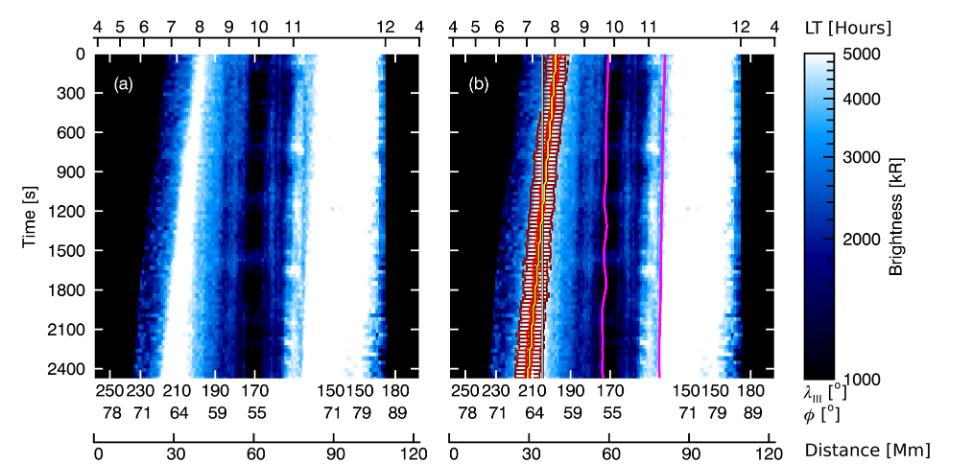 4 5 6 7 8 9 10 11 12 4 4 5 6 7 8 9 10 11 12 4 LT [Hours]
0 (a) (b) 5000
300
4000
600
900 3000
1200
Time [s]
1500 2000
Brightness [kR]
1800
2100
2400 1000
250 230 210 190 170 150 150 180 250 230 210 190 170 150 150 180 λIII [°]
78 71 64 59 55 71 79 89 78 71 64 59 55 71 79 89 ϕ [°]
0 30 60 90 120 0 30 60 90 120 Distance [Mm]